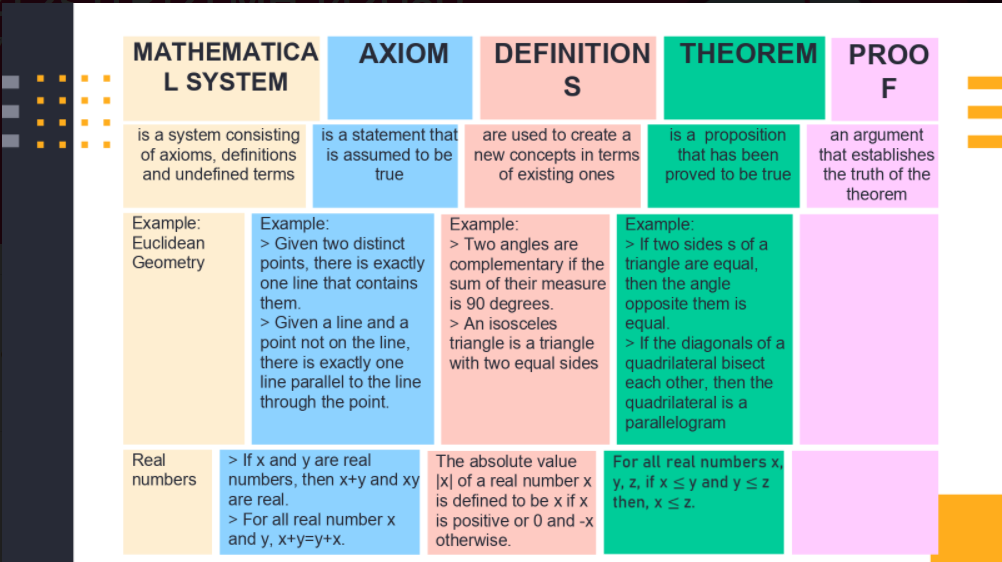 MATHEMATICA
L SYSTEM
AXIOM
DEFINITION
S
THEOREM
PROO
F
is a system consisting
of axioms, definitions
and undefined terms
is a statement that
is assumed to be
true
are used to create a
new concepts in terms
of existing ones
is a proposition
that has been
proved to be true
an argument
that establishes
the truth of the
theorem
Example:
Euclidean
Geometry
Example:
> Given two distinct
points, there is exactly
one line that contains
them.
> Given a line and a
point not on the line,
there is exactly one
line parallel to the line
through the point.
Example:
> Two angles are
complementary if the
sum of their measure
is 90 degrees.
> An isosceles
triangle is a triangle
with two equal sides
Example:
> If two sides s of a
triangle are equal,
then the angle
opposite them is
equal.
> If the diagonals of a
quadrilateral bisect
each other, then the
quadrilateral is a
parallelogram
Real
numbers
> If x and y are real
numbers, then x+y and xy
are real.
> For all real number x
and y, x+y=y+x.
The absolute value
|x| of a real number x
is defined to be x if x
is positive or 0 and -x
otherwise.
For all real numbers x,
y, z, if x ≤ y and y ≤ z
then, x ≤ z.